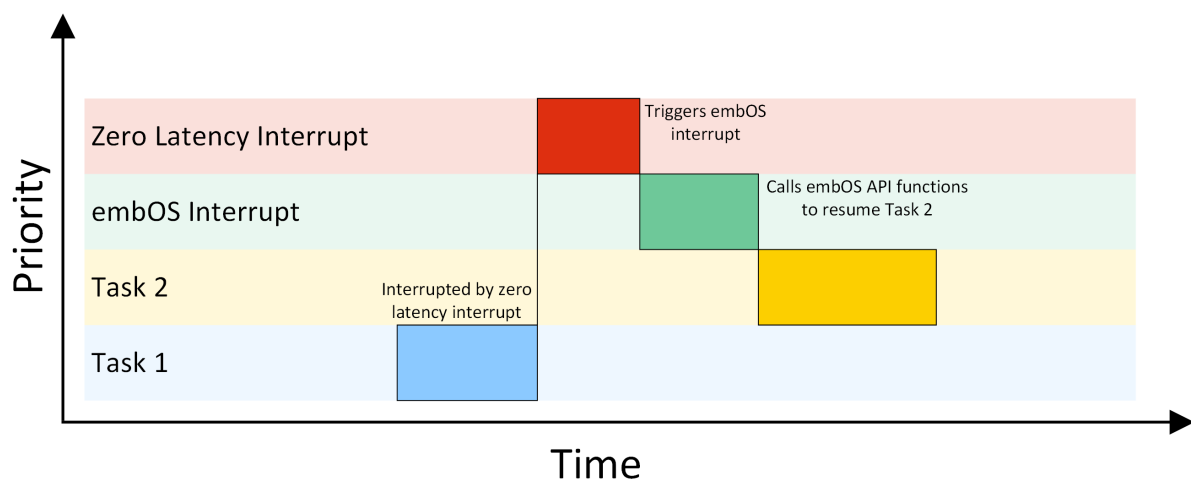 Priority
Zero Latency Interrupt
Triggers embOS
interrupt
embOS Interrupt
Calls embOS API functions
to resume Task 2
Task 2
Interrupted by zero
latency interrupt
Task 1
Time